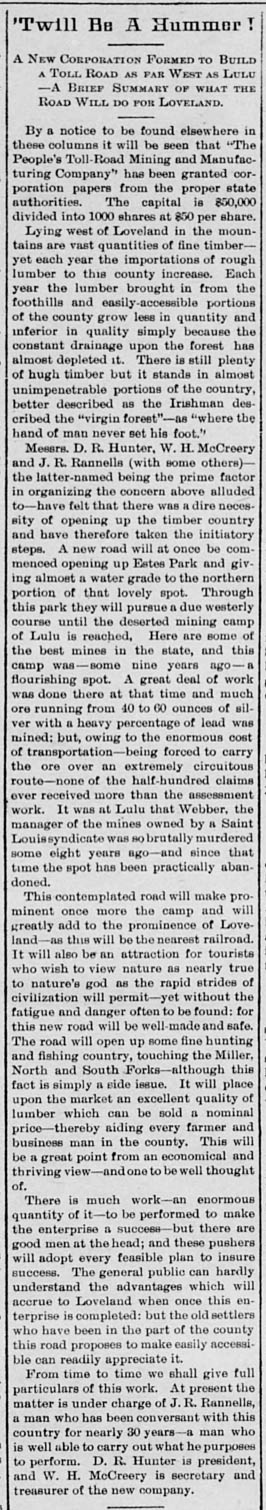 'Twill Be A Hummer!
A New Corporation Formed to Build
a Toll Road as far West as Lulu
—A Brief Summary of what the
Road Will do for Loveland.
By a notice to be found elsewhere in
these columns it will be seen that "The
People's Toll-Road Mining and Manufac-
turing Company" has been granted cor-
poration papers from the proper state
authorities. The capital is $50,000
divided into 1000 shares at $50 per share.
Lying west of Loveland in the moun-
tains are vast quantities of fine timber—
yet each year the importations of rough
lumber to this county increase. Each
year the lumber brought in from the
foothills and easily-accessible portions
of the county grow less in quantity and
inferior in quality simply because the
constant drainage upon the forest has
almost depleted it. There is still plenty
of hugh timber but it stands in almost
unimpenetrable portions of the country,
better described as the Irishman des-
cribed the "virgin forest"—as "where the
hand of man never set his foot."
Messrs. D. R. Hunter, W. H. McCreery
and J. R. Rannells (with some others)—
the latter-named being the prime factor
in organizing the concern above alluded
to—have felt that there was a dire neces-
sity of opening up the timber country
and have therefore taken the initiatory
steps. A new road will at once be com-
menced opening up Estes Park and giv-
ing almost a water grade to the northern
portion of that lovely spot. Through
this park they will pursue a due westerly
course until the deserted mining camp
of Lulu is reached, Here are some of
the best mines in the state, and this
camp was—some nine years ago—a
flourishing spot. A great deal of work
was done there at that time and much
ore running from 40 to 60 ounces of sil-
ver with a heavy percentage of lead was
mined; but, owing to the enormous cost
of transportation—being forced to carry
the ore over an extremely circuitous
route—none of the half-hundred claims
ever received more than the assessment
work. It was at Lulu that Webber, the
manager of the mines owned by a Saint
Louis syndicate was so brutally murdered
some eight years ago—and since that
time the spot has been practically aban-
doned.
This contemplated road will make pro-
minent once more the camp and will
greatly add to the prominence of Love-
land—as this will be the nearest railroad.
It will also be an attraction for tourists
who wish to view nature as nearly true
to nature's god as the rapid strides of
civilization will permit—yet without the
fatigue and danger often to be found: for
this new road will be well-made and safe.
The road will open up some fine hunting
and fishing country, touching the Miller,
North and South Forks—although this
fact is simply a side issue. It will place
upon the market an excellent quality of
lumber which can be sold a nominal
price—thereby aiding every farmer and
business man in the county. This will
be a great point from an economical and
thriving view—and one to be well thought
of.
There is much work—an enormous
quantity of it—to be performed to make
the enterprise a success—but there are
good men at the head; and these pushers
will adopt every feasible plan to insure
success. The general public can hardly
understand the advantages which will
accrue to Loveland when once this en-
terprise is completed: but the old settlers
who have been in the part of the county
this road proposes to make easily accessi-
ble can readily appreciate it.
From time to time we shall give full
particulars of this work. At present the
matter is under charge of J. R. Rannells,
a man who has been conversant with this
country for nearly 30 years—a man who
is well able to carry out what he purposes
to perform. D. R. Hunter is president,
and W. H. McCreery is secretary and
treasurer of the new company.